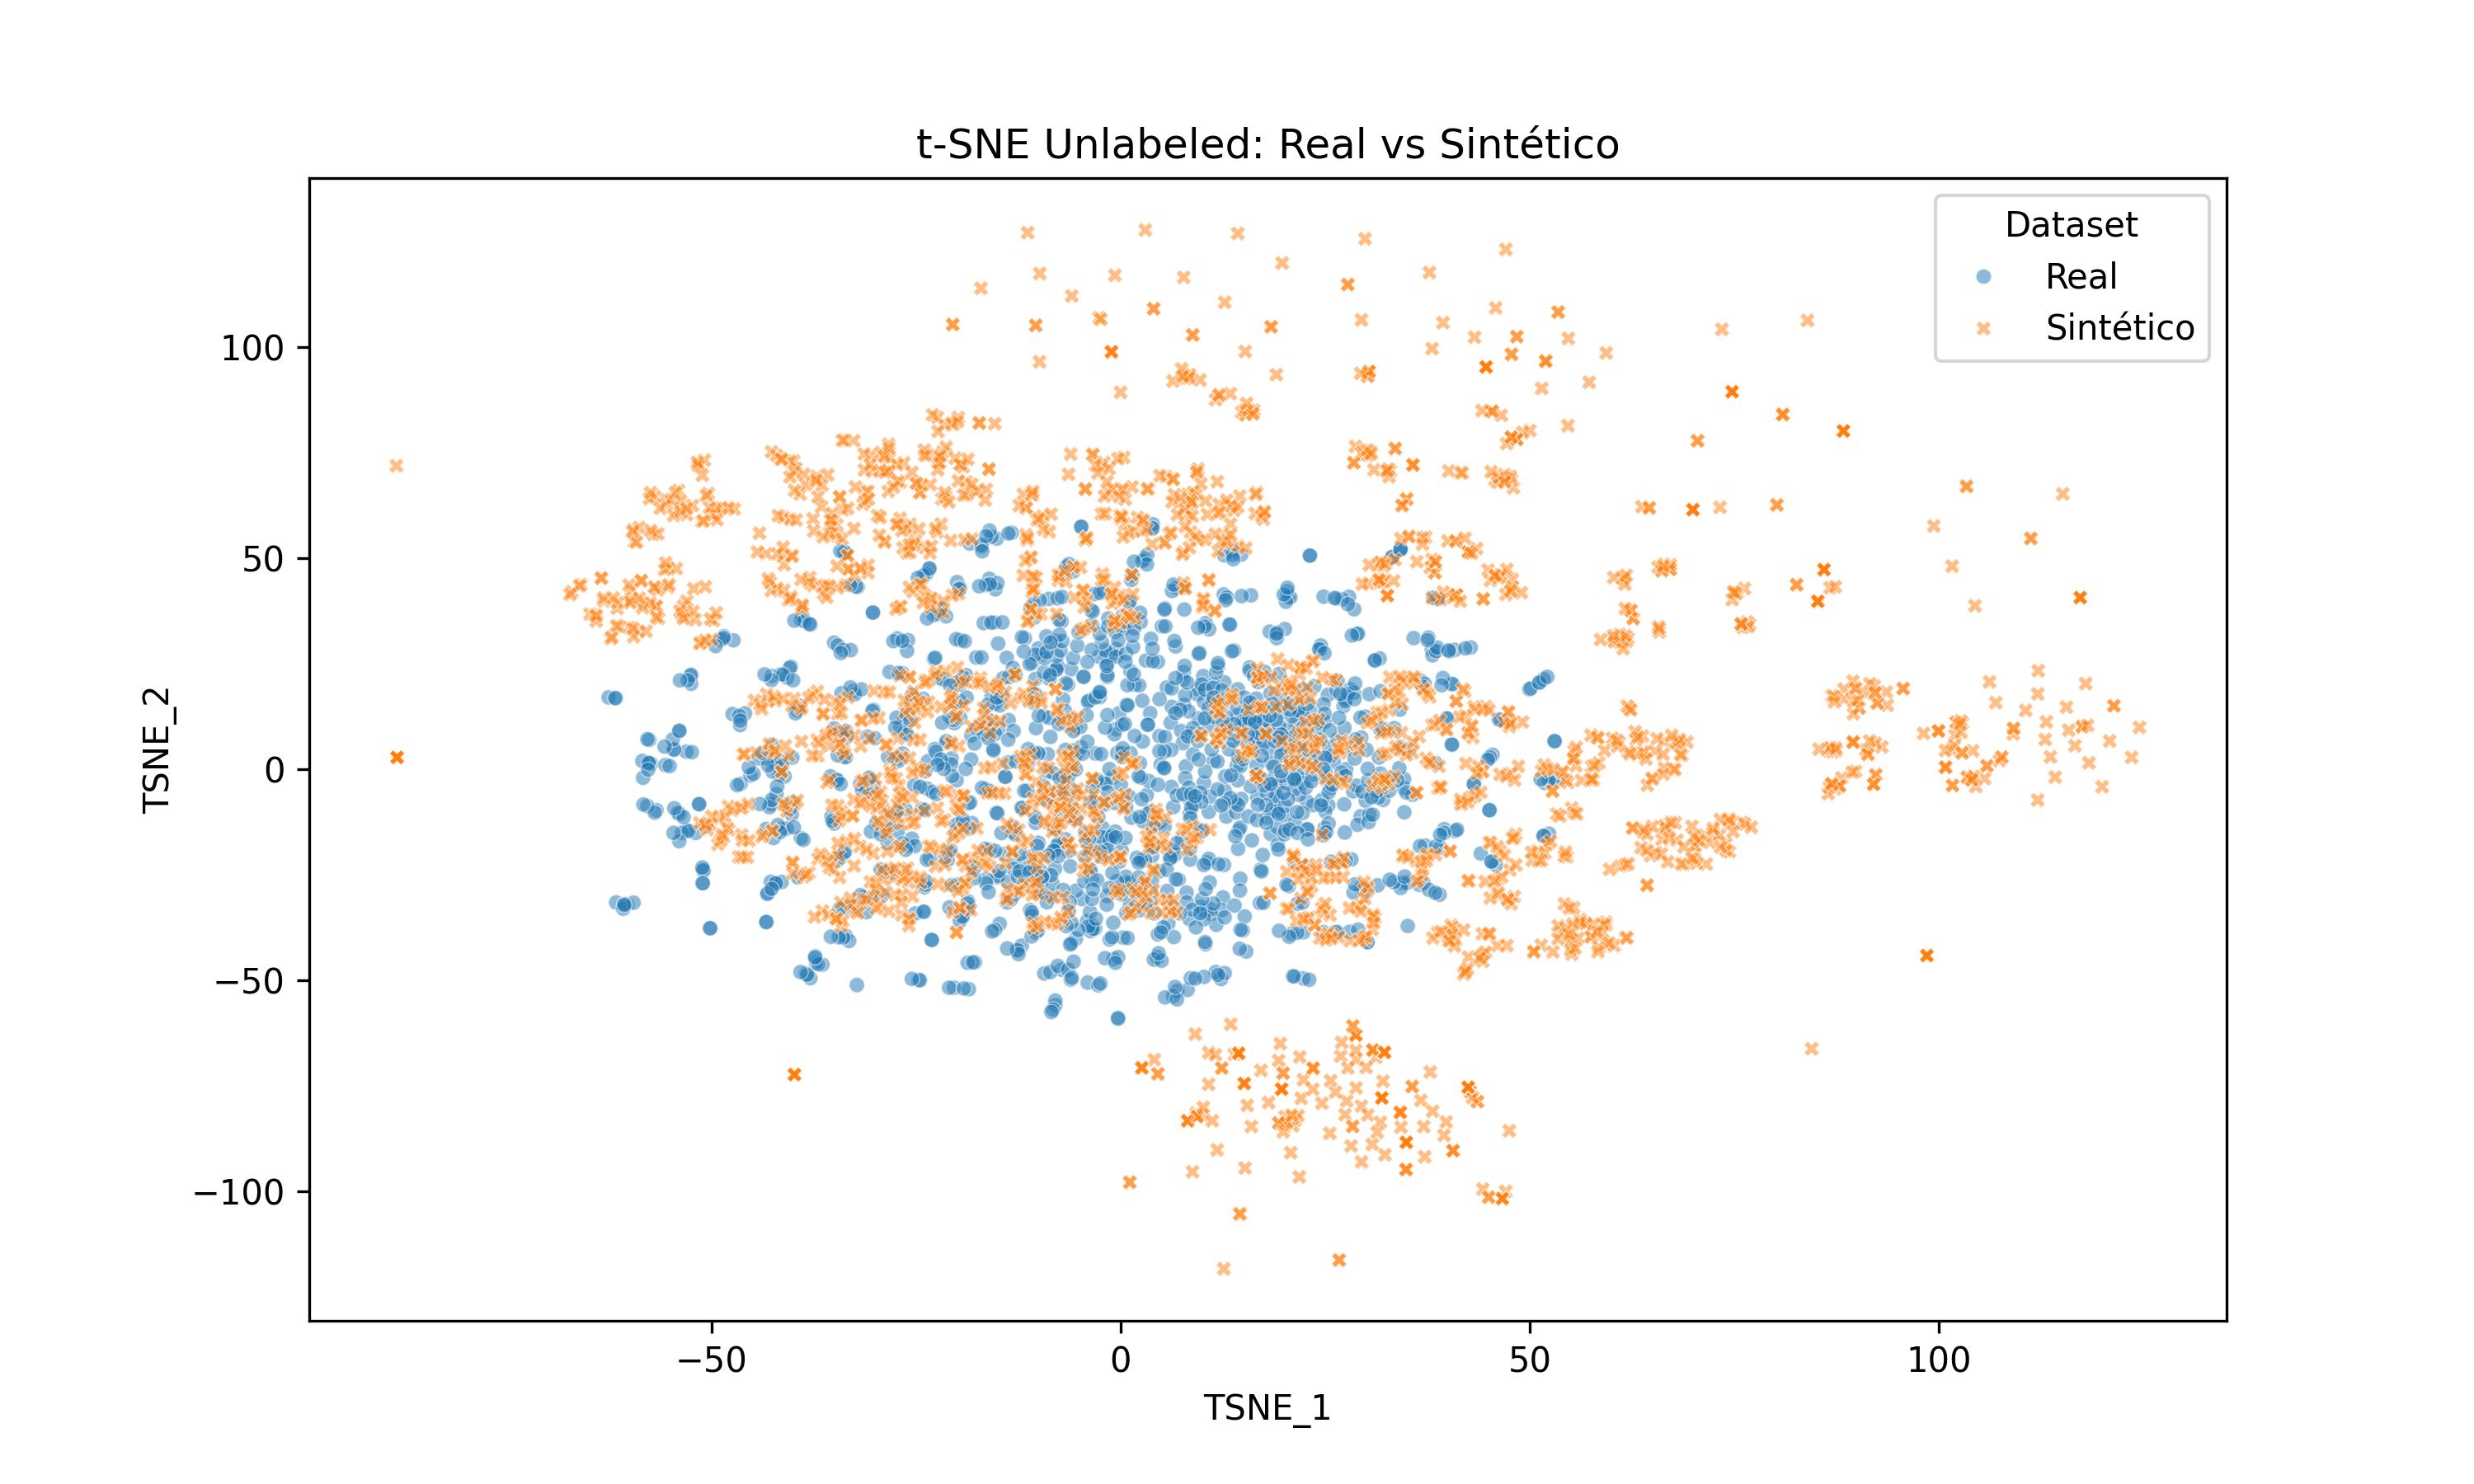 t-SNE Unlabeled: Real vs Sintético
Dataset
Real
Sintético
100
50
0
−50
−100
TSNE_2
−50
0
50
100
TSNE_1